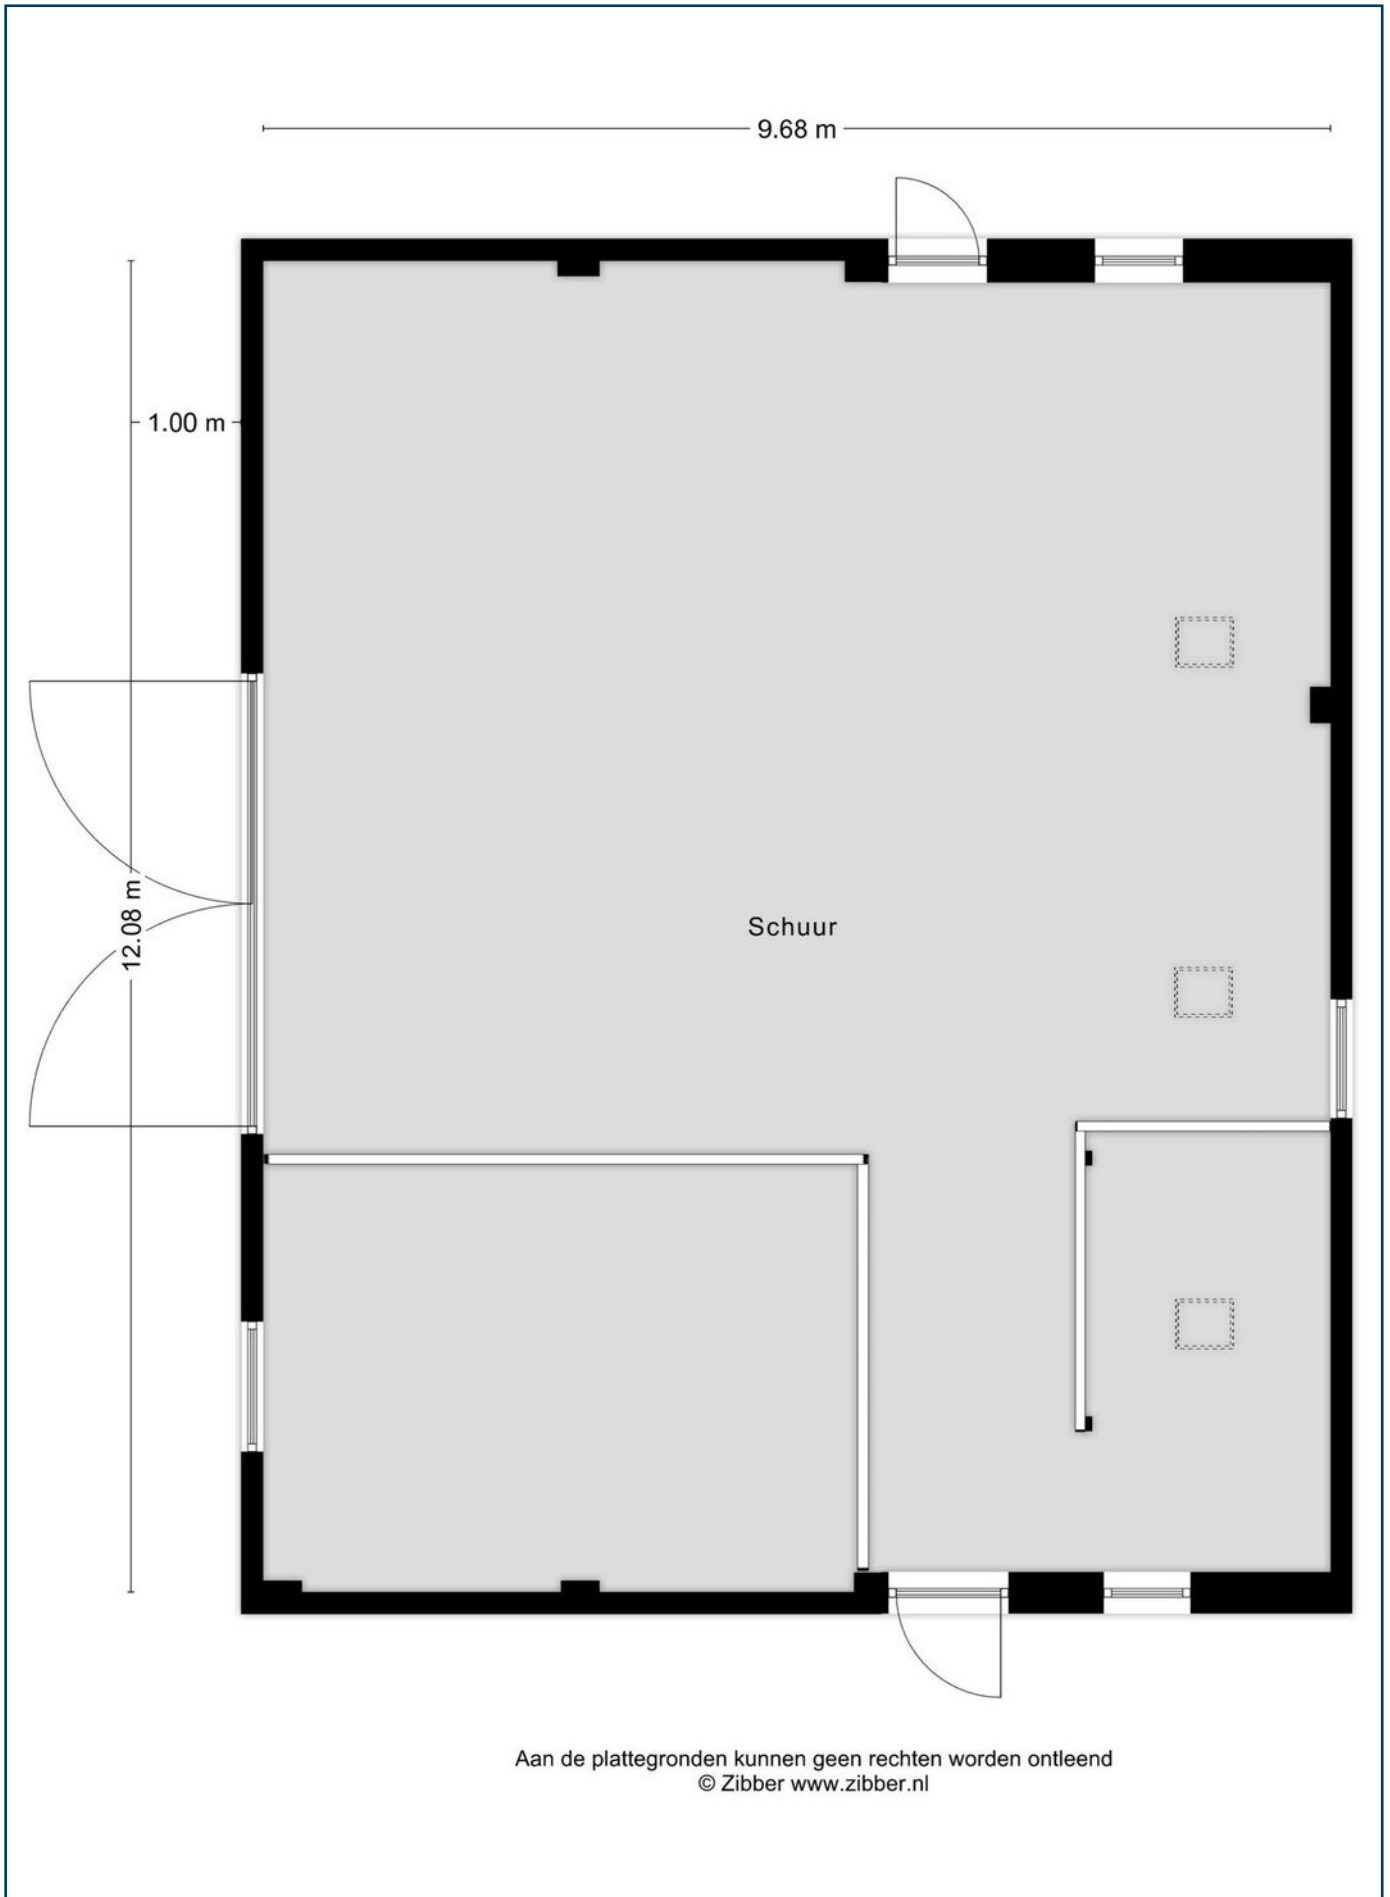 9.68 m
1.00 m
12.08 m
Schuur
Aan de plattegronden kunnen geen rechten worden ontleend
© Zibber www.zibber.nl